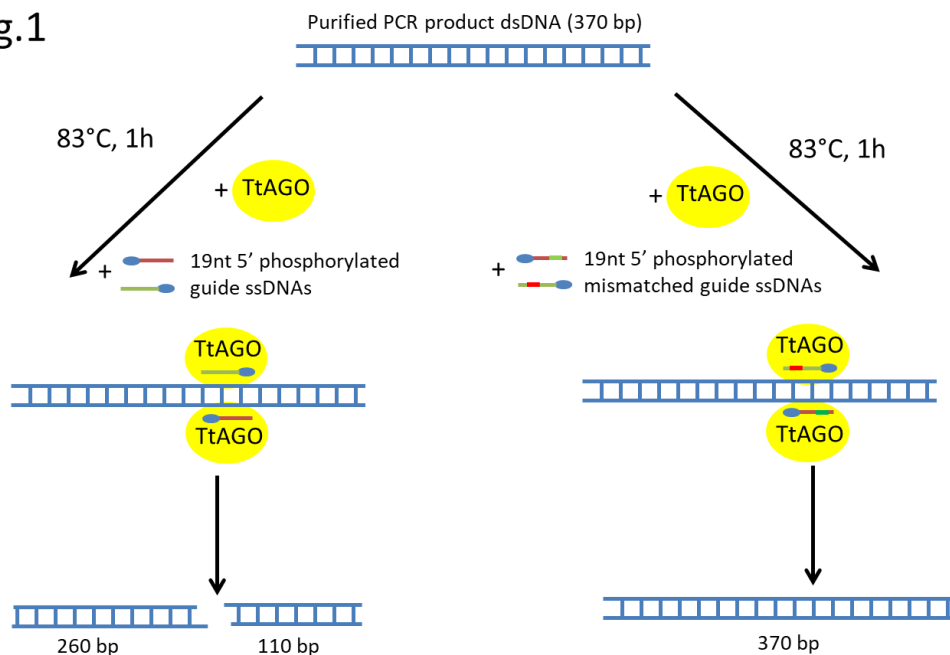 g.1
Purified PCR product dsDNA (370 bp)
83°C, 1h
83°C, 1h
+ TtAGO
+ TtAGO
+ 19nt 5’ phosphorylated
guide ssDNAs
+ 19nt 5’ phosphorylated
mismatched guide ssDNAs
TtAGO
TtAGO
TtAGO
TtAGO
260 bp
110 bp
370 bp